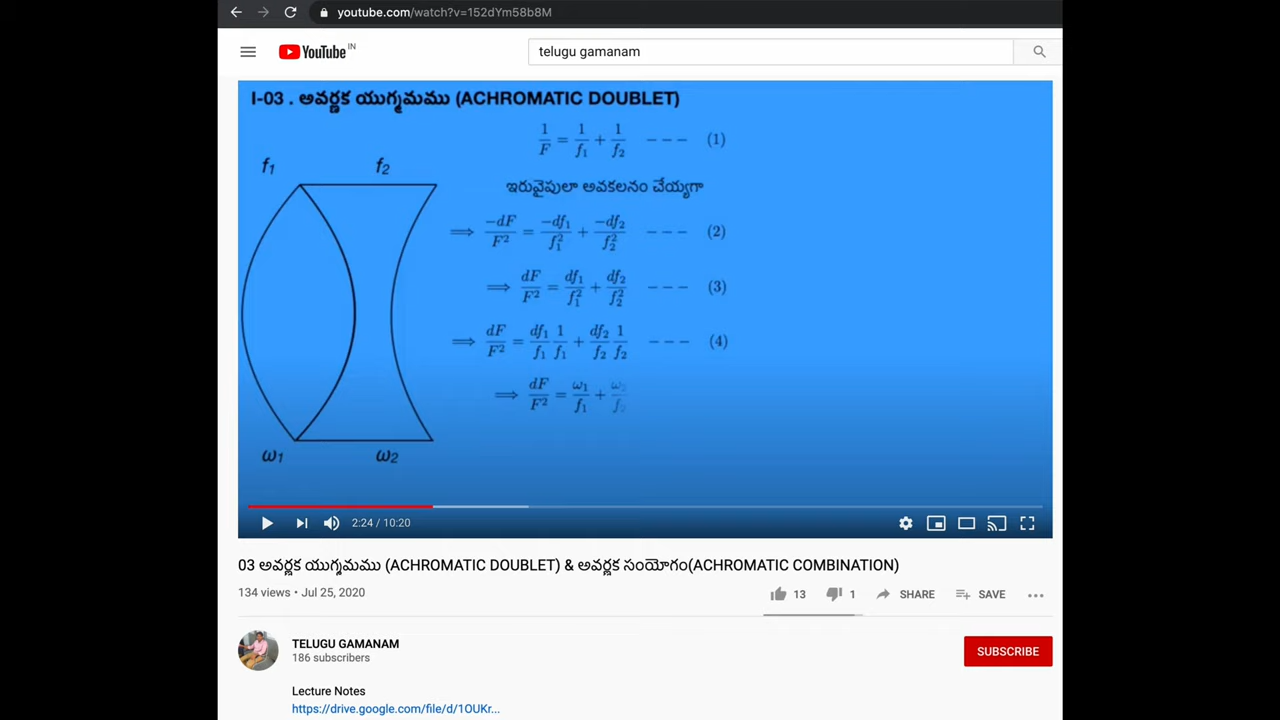 youtube.com/watch?v=152dYm58b8M
YouTube IN
telugu gamanam
I-03 . అవర్ణక యుగ్మమము (ACHROMATIC DOUBLET)
1/F = 1/f₁ + 1/f₂ --- (1)
f₁ f₂
ఇరువైపులా అవకలనం చేయ్యగా
⟹ -dF/F² = -df₁/f₁² + -df₂/f₂² --- (2)
⟹ dF/F² = df₁/f₁² + df₂/f₂² --- (3)
⟹ dF/F² = df₁/f₁ 1/f₁ + df₂/f₂ 1/f₂ --- (4)
⟹ dF/F² = ω₁/f₁ + ω₂/f₂
ω₁ ω₂
2:24 / 10:20
03 అవర్ణక యుగ్మమము (ACHROMATIC DOUBLET) & అవర్ణక సంయోగం(ACHROMATIC COMBINATION)
134 views • Jul 25, 2020
13 1 SHARE SAVE
TELUGU GAMANAM
186 subscribers
SUBSCRIBE
Lecture Notes
https://drive.google.com/file/d/1OUKr...